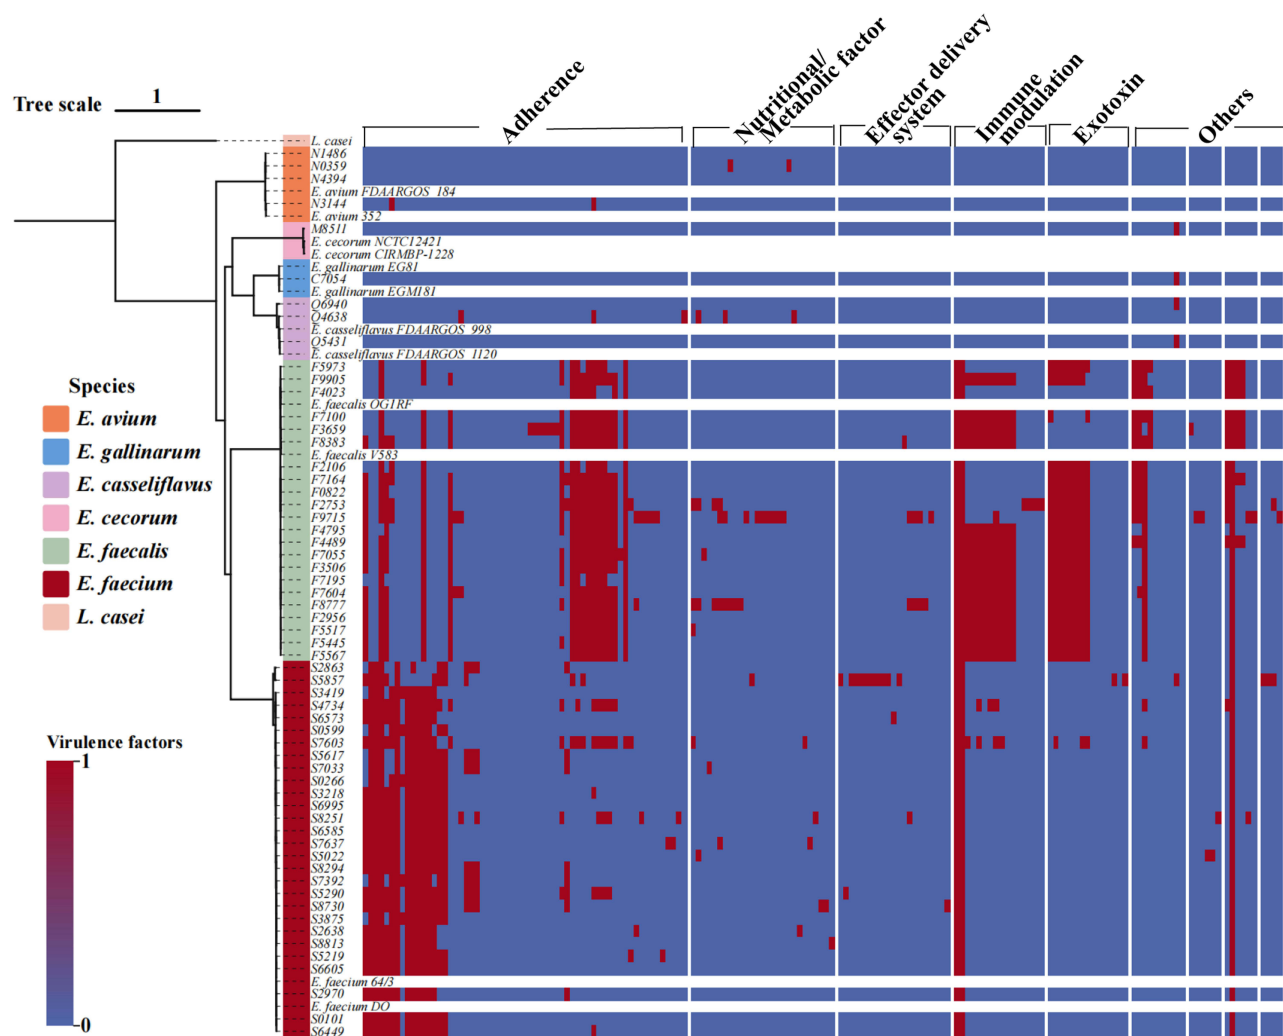 Tree scale
1
Adherence
Nutritional/
Metabolic factor
Effector delivery
system
Immune
modulation
Exotoxin
Others
L. casei
N1486
N0359
N4394
E. avium FDAARGOS_184
N3144
E. avium 352
M8511
E. cecorum NCTC12421
E. cecorum CIRMBP-1228
E. gallinarum EG81
C7054
E. gallinarum EGM181
Q6940
Q4638
E. casseliflavus FDAARGOS_998
Q5431
E. casseliflavus FDAARGOS_1120
F5973
F9905
F4023
E. faecalis OG1RF
F7100
F3659
F8383
E. faecalis V583
F2106
F7164
F0822
F2753
F9715
F4795
F4489
F7055
F3506
F7195
F7604
F8777
F2956
F5517
F5445
F5567
S2863
S5857
S3419
S4734
S6573
S0599
S7603
S5617
S7033
S0266
S3218
S6995
S8251
S6585
S7637
S5022
S8294
S7392
S5290
S8730
S3875
S2638
S8813
S5219
S6605
E. faecium 64/3
S2970
E. faecium DO
S0101
S6449
Species
E. avium
E. gallinarum
E. casseliflavus
E. cecorum
E. faecalis
E. faecium
L. casei
Virulence factors
1
0